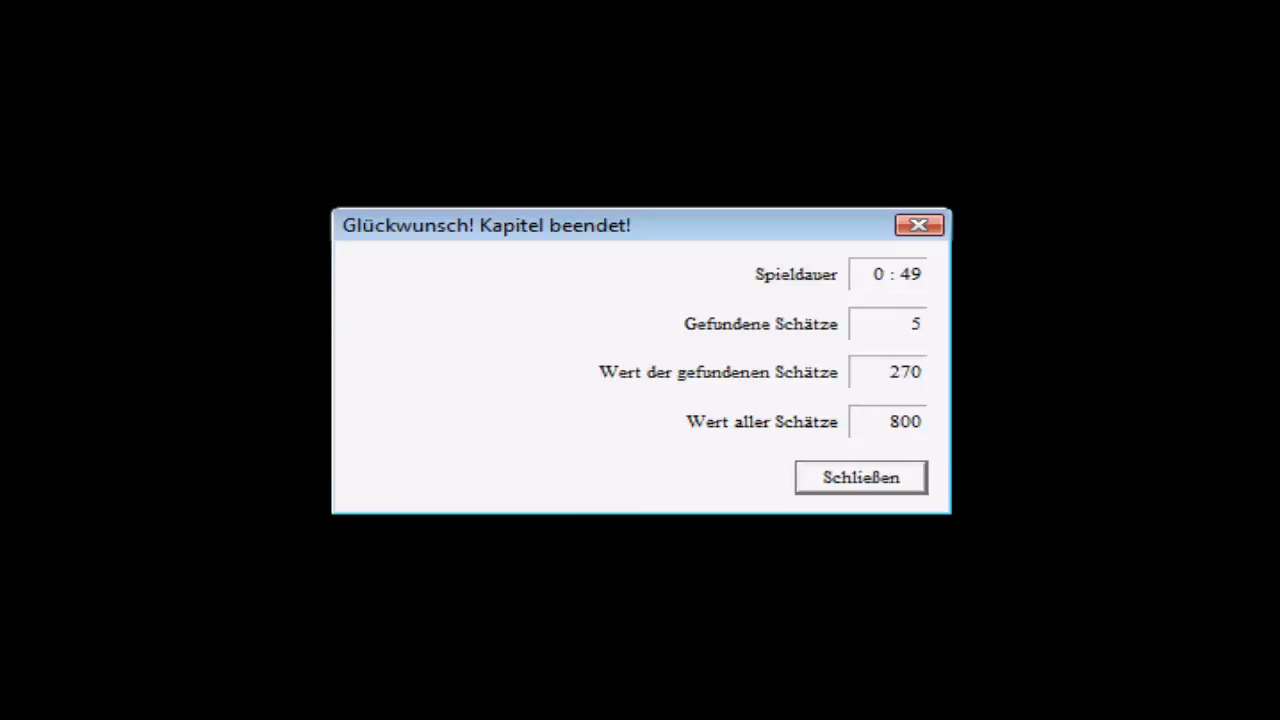 Glückwunsch! Kapitel beendet!
Spieldauer 0 : 49
Gefundene Schätze 5
Wert der gefundenen Schätze 270
Wert aller Schätze 800
Schließen